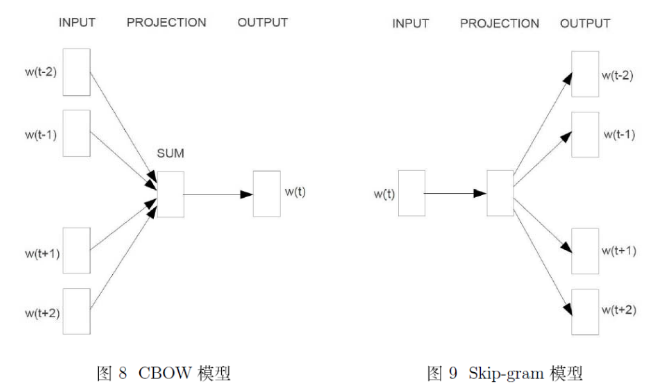 INPUT PROJECTION OUTPUT
w(t-2)
w(t-1)
SUM
w(t)
w(t+1)
w(t+2)
图 8 CBOW 模型
INPUT PROJECTION OUTPUT
w(t-2)
w(t-1)
w(t)
w(t+1)
w(t+2)
图 9 Skip-gram 模型